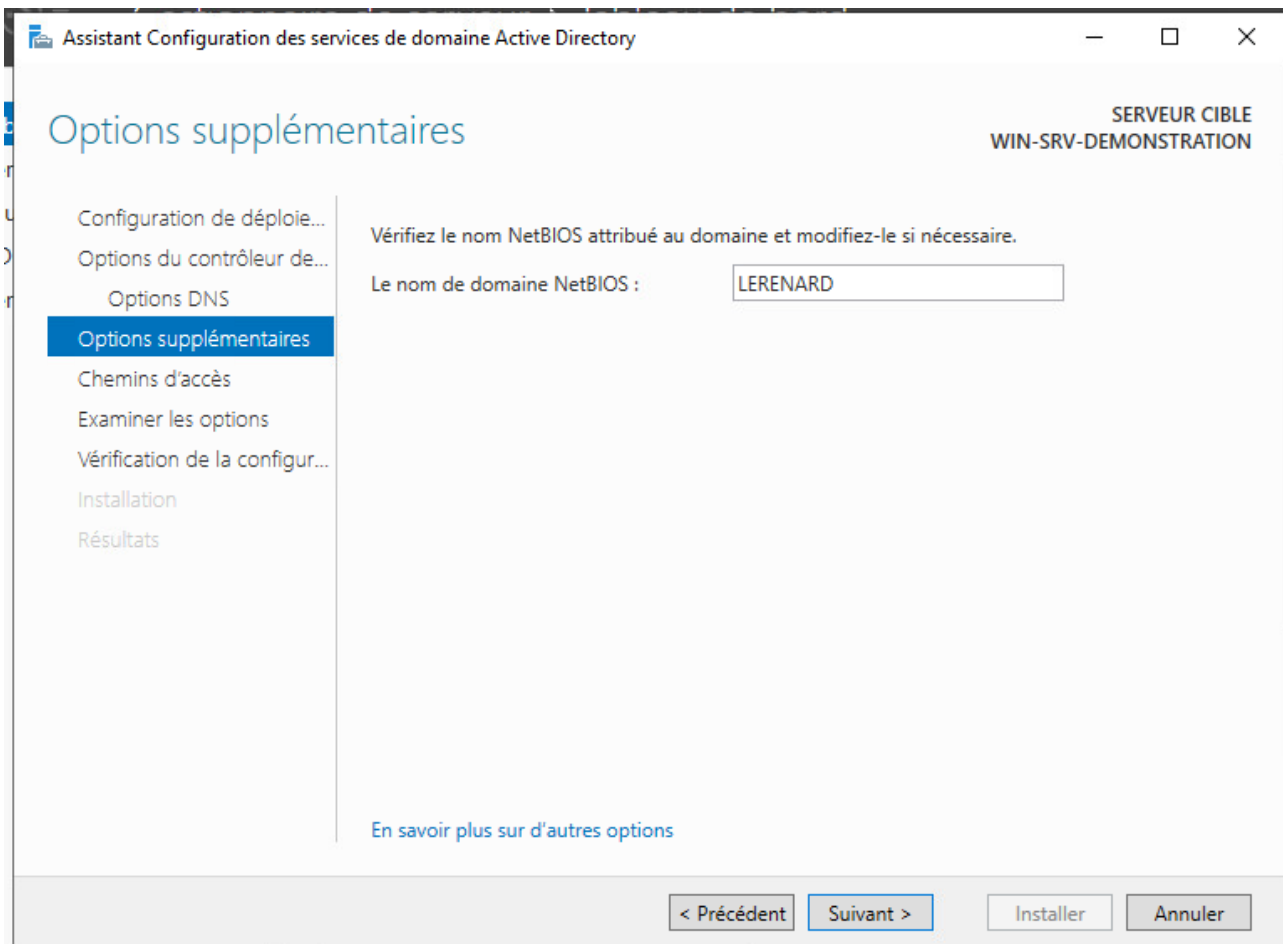 Assistant Configuration des services de domaine Active Directory
Options supplémentaires
SERVEUR CIBLE
WIN-SRV-DEMONSTRATION
Configuration de déploie...
Options du contrôleur de...
Options DNS
Options supplémentaires
Chemins d'accès
Examiner les options
Vérification de la configur...
Installation
Résultats
Vérifiez le nom NetBIOS attribué au domaine et modifiez-le si nécessaire.
Le nom de domaine NetBIOS :
LERENARD
En savoir plus sur d'autres options
< Précédent
Suivant >
Installer
Annuler